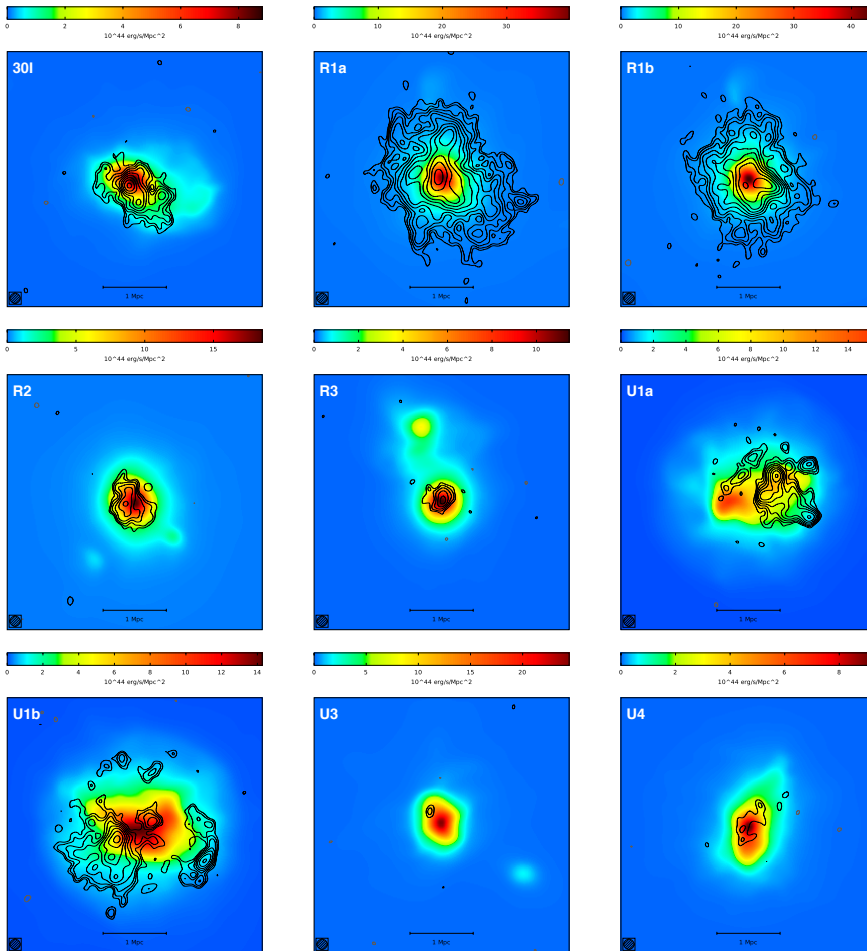 0 2 4 6 8
10^44 erg/s/Mpc^2
30I
1 Mpc
0 10 20 30
10^44 erg/s/Mpc^2
R1a
1 Mpc
0 10 20 30 40
10^44 erg/s/Mpc^2
R1b
1 Mpc
0 5 10 15
10^44 erg/s/Mpc^2
R2
1 Mpc
0 2 4 6 8 10
10^44 erg/s/Mpc^2
R3
1 Mpc
0 2 4 6 8 10 12 14
10^44 erg/s/Mpc^2
U1a
1 Mpc
0 2 4 6 8 10 12 14
10^44 erg/s/Mpc^2
U1b
1 Mpc
0 5 10 15 20
10^44 erg/s/Mpc^2
U3
1 Mpc
0 2 4 6 8
10^44 erg/s/Mpc^2
U4
1 Mpc